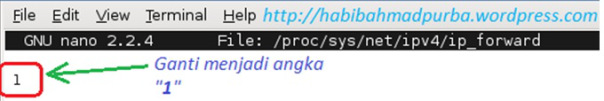 File Edit View Terminal Help http://habibahmadpurba.wordpress.com
GNU nano 2.2.4 File: /proc/sys/net/ipv4/ip_forward
1 Ganti menjadi angka
"1"